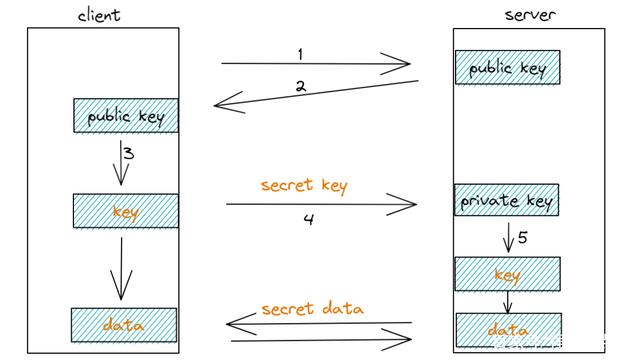 client
server
1
public key
2
public key
3
secret key
private key
key
4
5
key
secret data
data
data